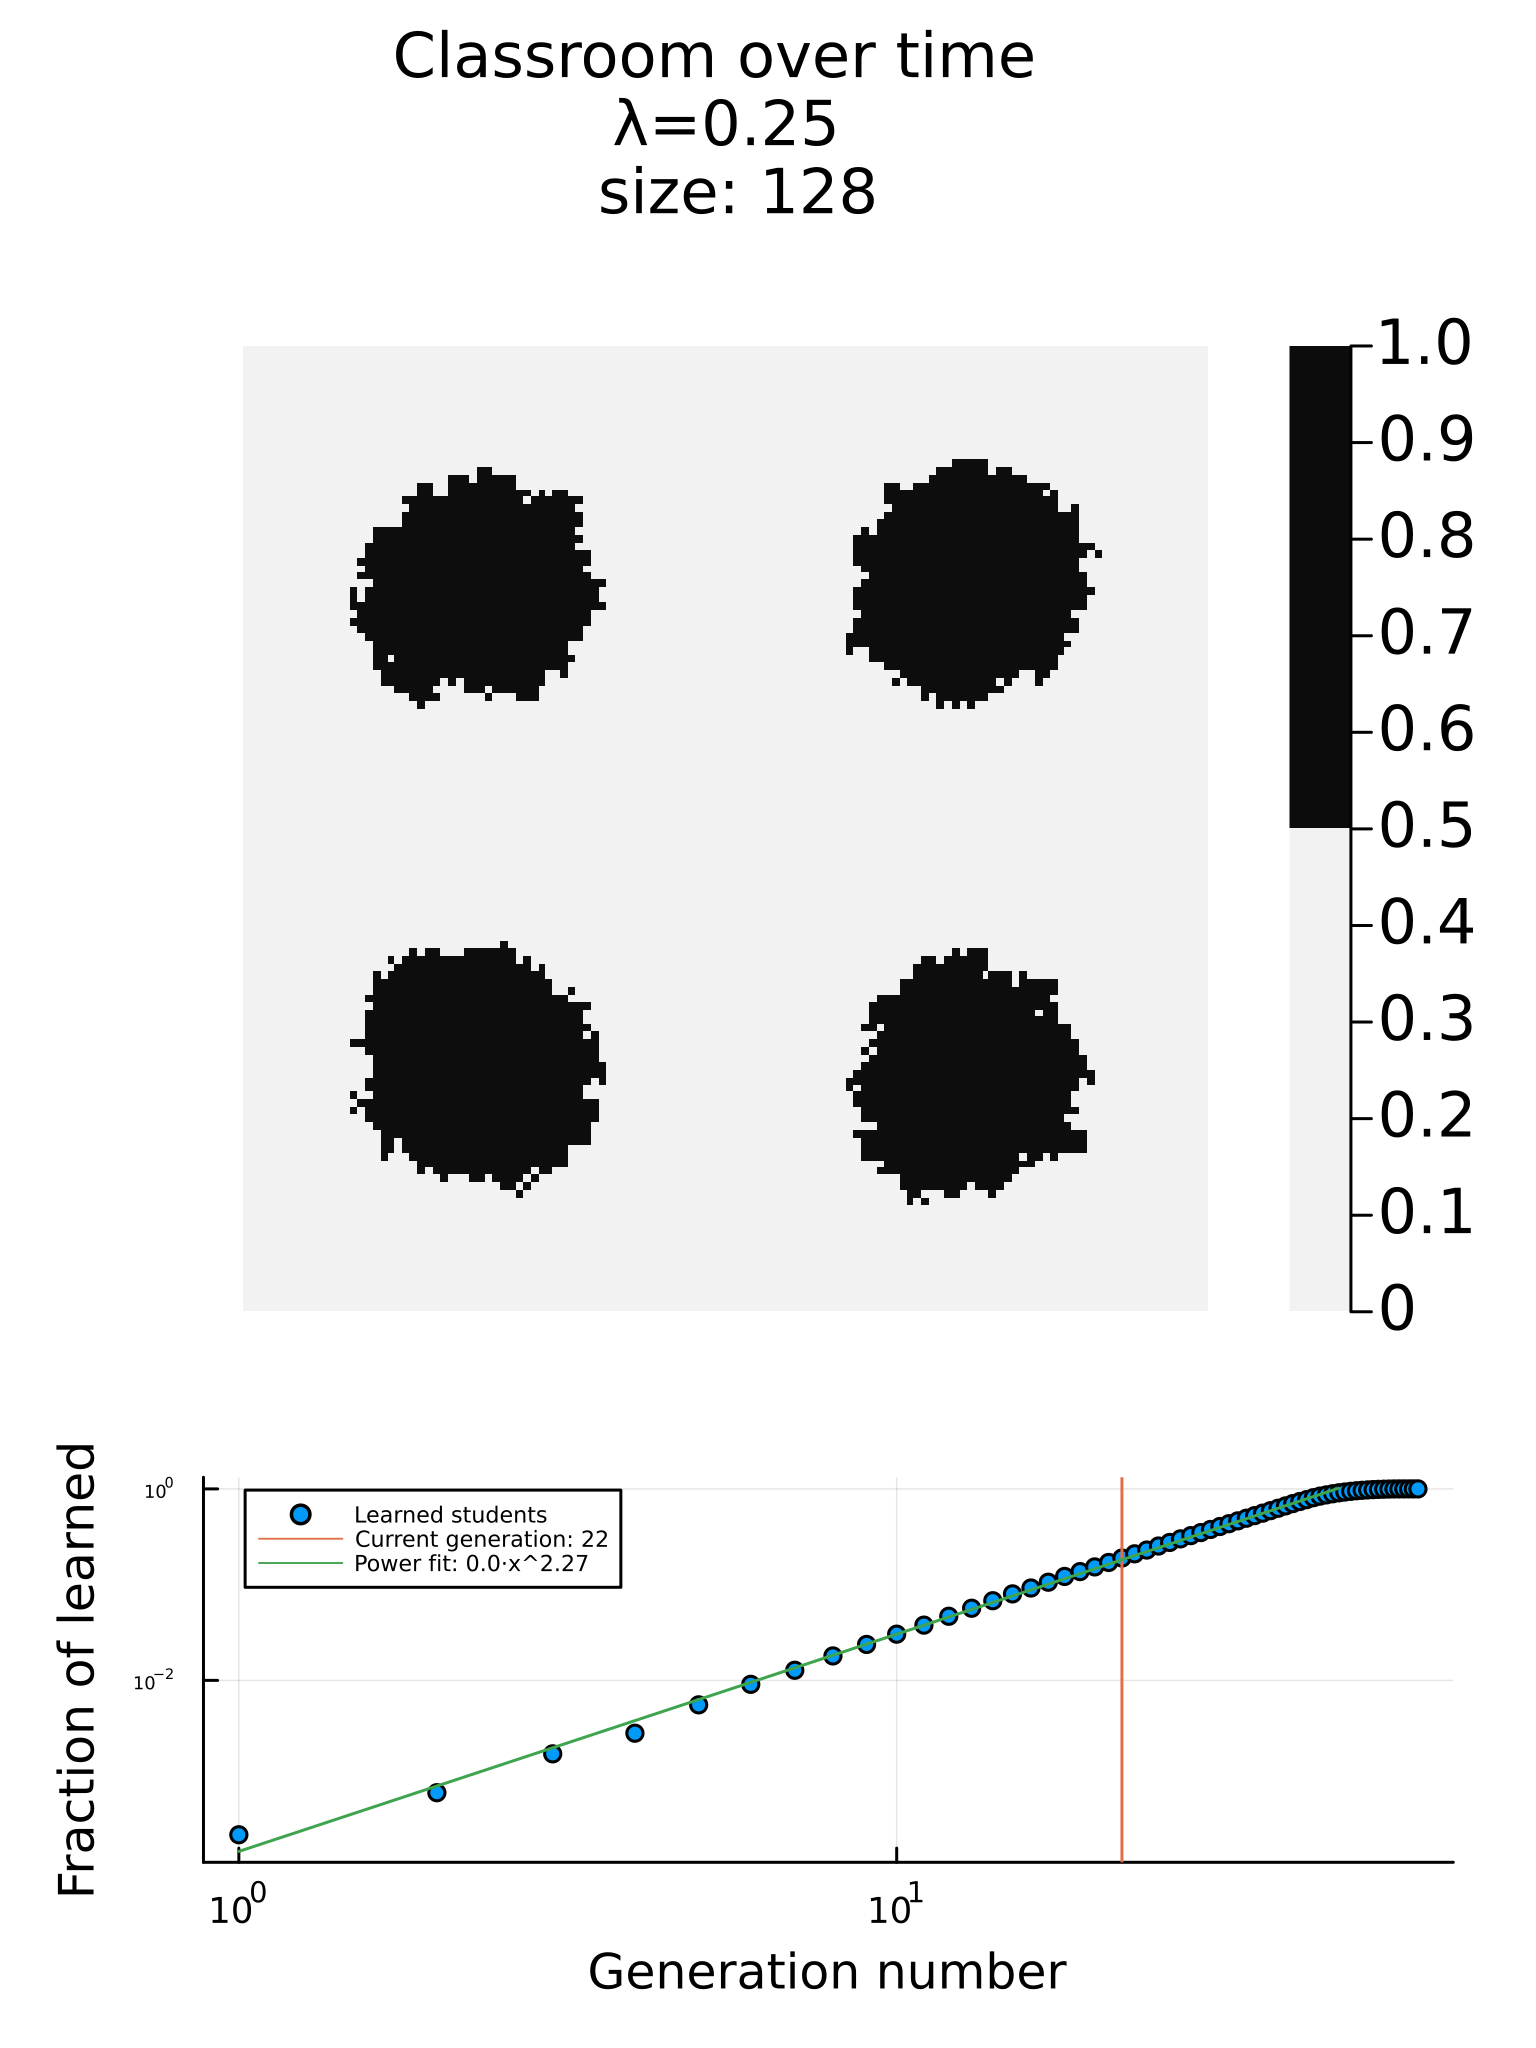 Classroom over time
λ=0.25
size: 128
1.0
0.9
0.8
0.7
0.6
0.5
0.4
0.3
0.2
0.1
0
Fraction of learned
10^0
10^−2
Learned students
Current generation: 22
Power fit: 0.0·x^2.27
10^0
10^1
Generation number